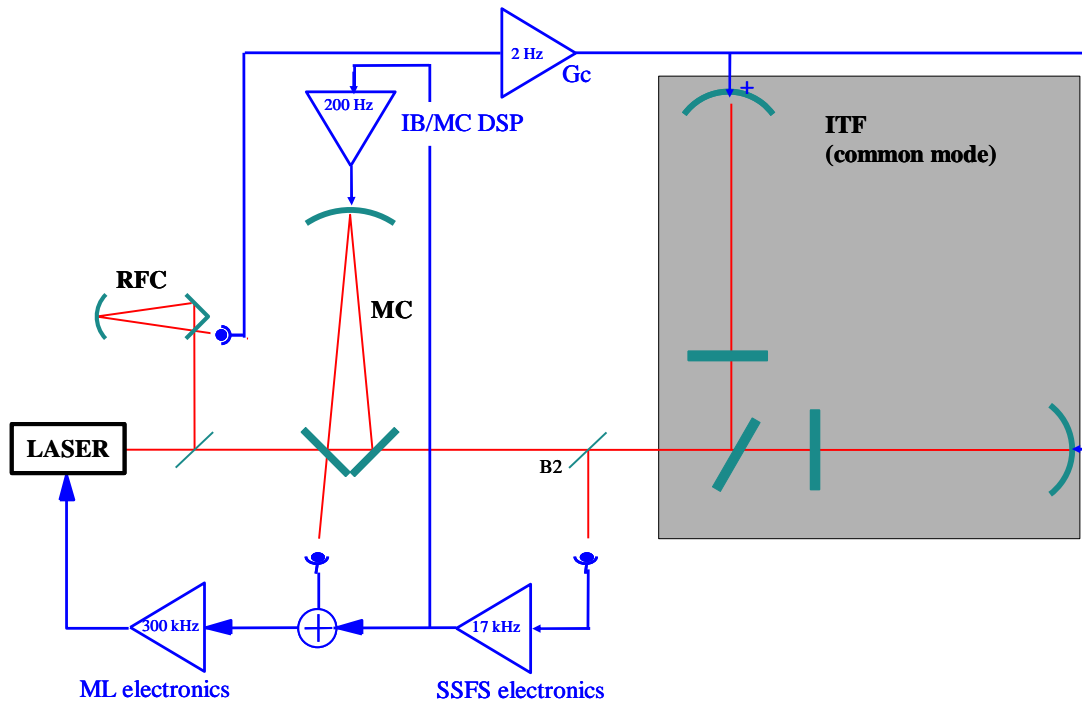 2 Hz
Gc
200 Hz
IB/MC DSP
+
ITF
(common mode)
RFC
MC
LASER
B2
300 kHz
17 kHz
ML electronics
SSFS electronics